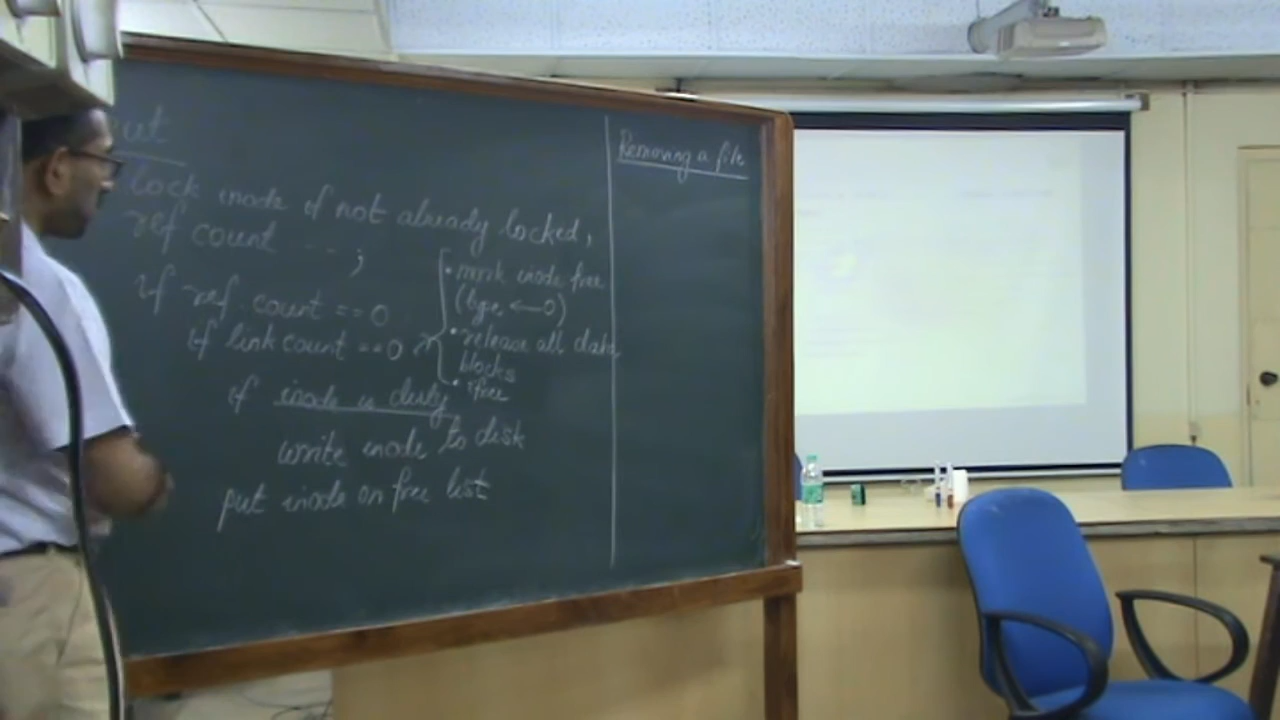 put
lock inode if not already locked,
ref count --;
if ref. count == 0
if link count == 0
• mark inode free
(type ← 0)
• release all data
blocks
• ifree
if inode is dirty
write inode to disk
put inode on free list
Removing a file